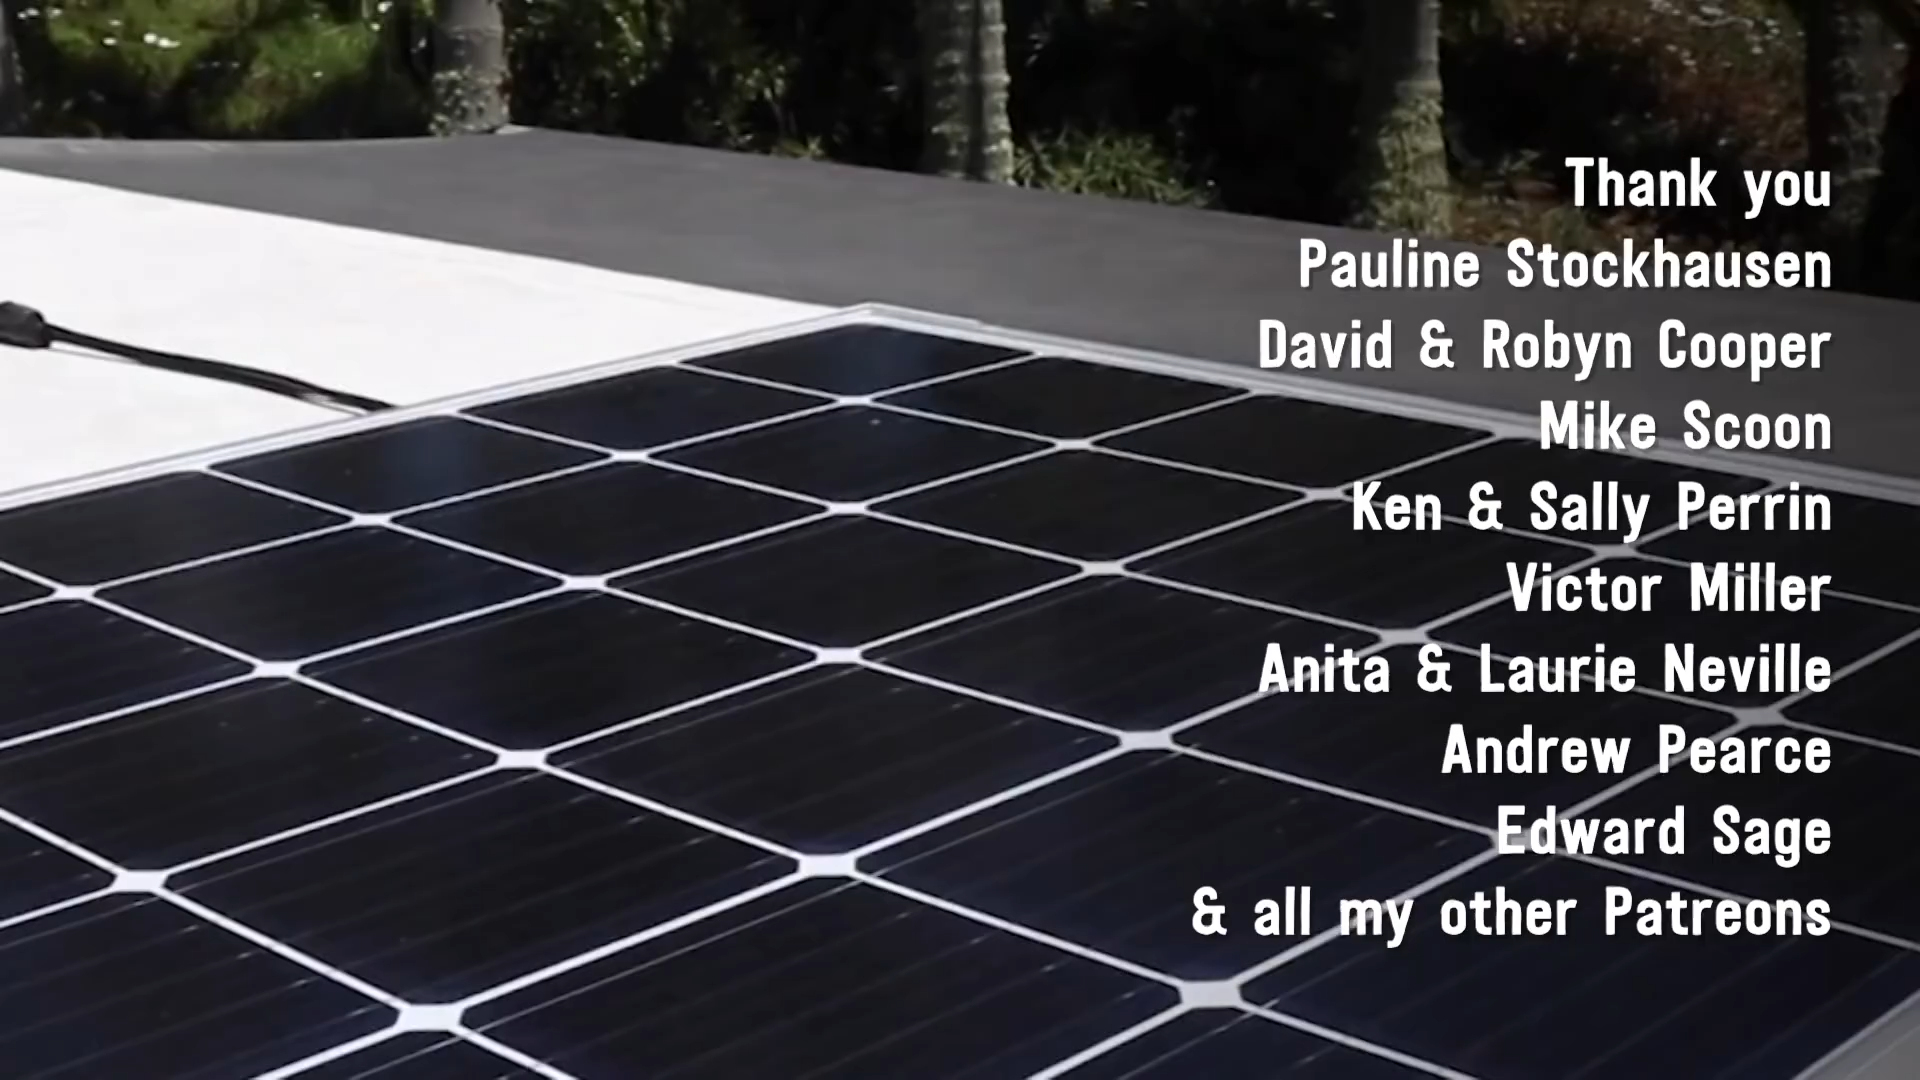 Thank you
Pauline Stockhausen
David & Robyn Cooper
Mike Scoon
Ken & Sally Perrin
Victor Miller
Anita & Laurie Neville
Andrew Pearce
Edward Sage
& all my other Patreons